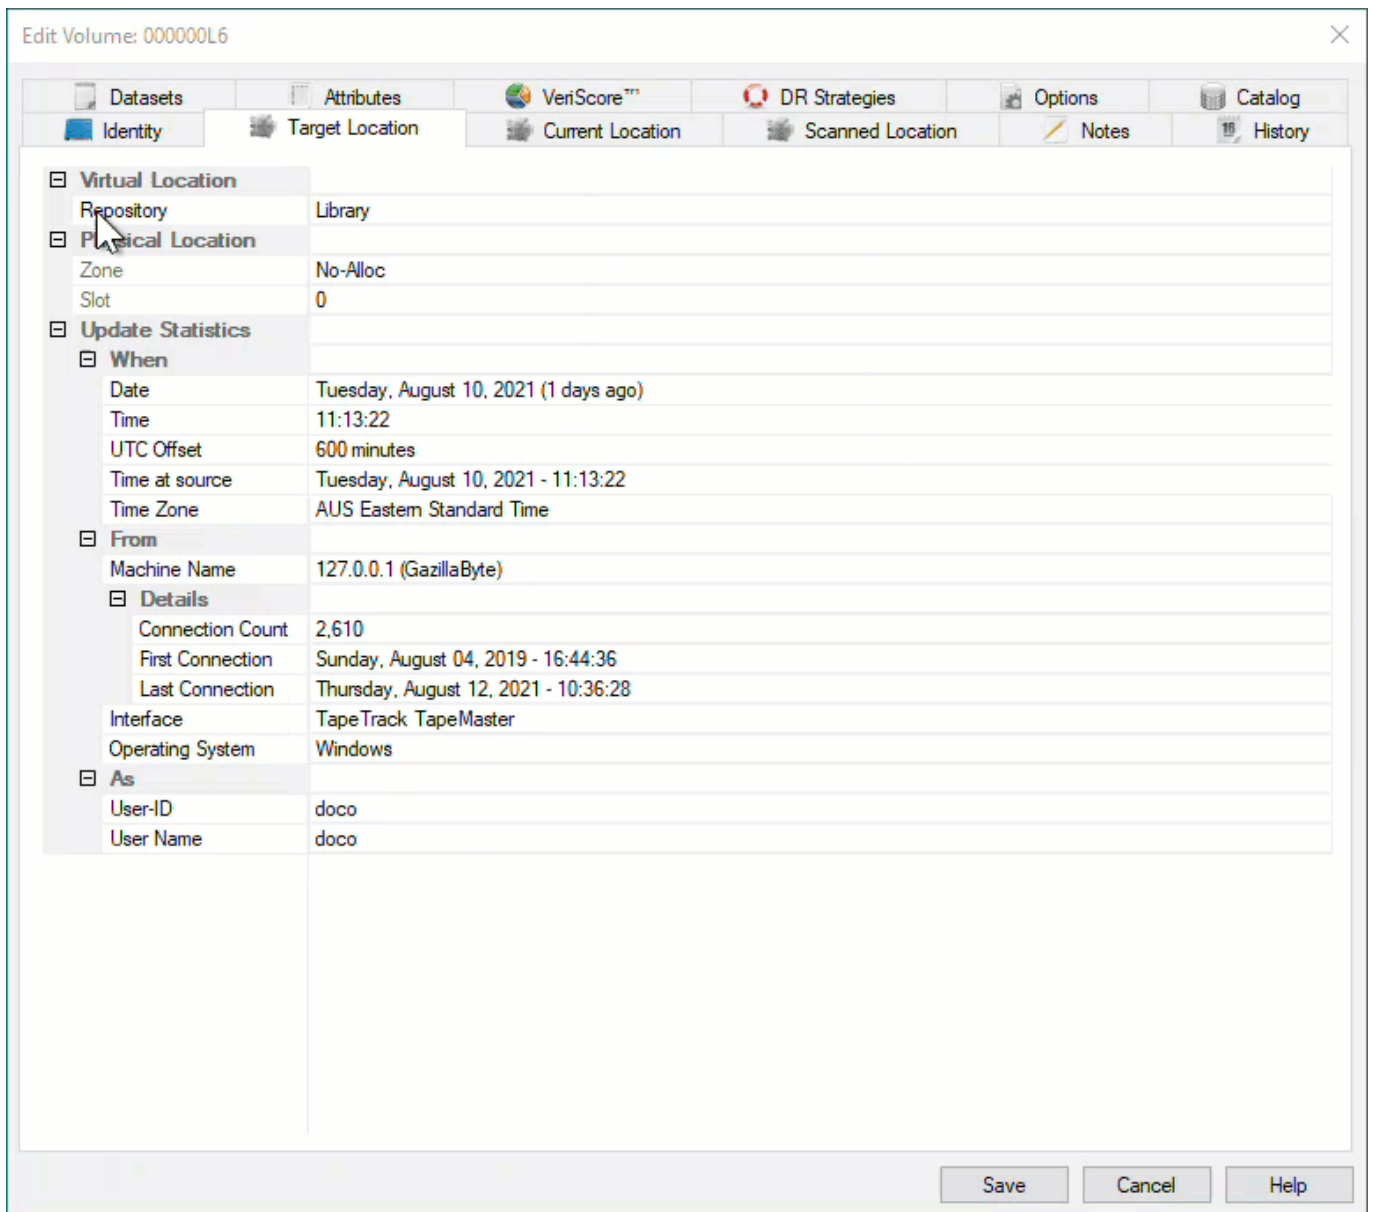 Edit Volume: 000000L6
Datasets Attributes VeriScore™ DR Strategies Options Catalog
Identity Target Location Current Location Scanned Location Notes History
Virtual Location
Repository Library
Physical Location
Zone No-Alloc
Slot 0
Update Statistics
When
Date Tuesday, August 10, 2021 (1 days ago)
Time 11:13:22
UTC Offset 600 minutes
Time at source Tuesday, August 10, 2021 - 11:13:22
Time Zone AUS Eastern Standard Time
From
Machine Name 127.0.0.1 (GazillaByte)
Details
Connection Count 2,610
First Connection Sunday, August 04, 2019 - 16:44:36
Last Connection Thursday, August 12, 2021 - 10:36:28
Interface TapeTrack TapeMaster
Operating System Windows
As
User-ID doco
User Name doco
Save Cancel Help